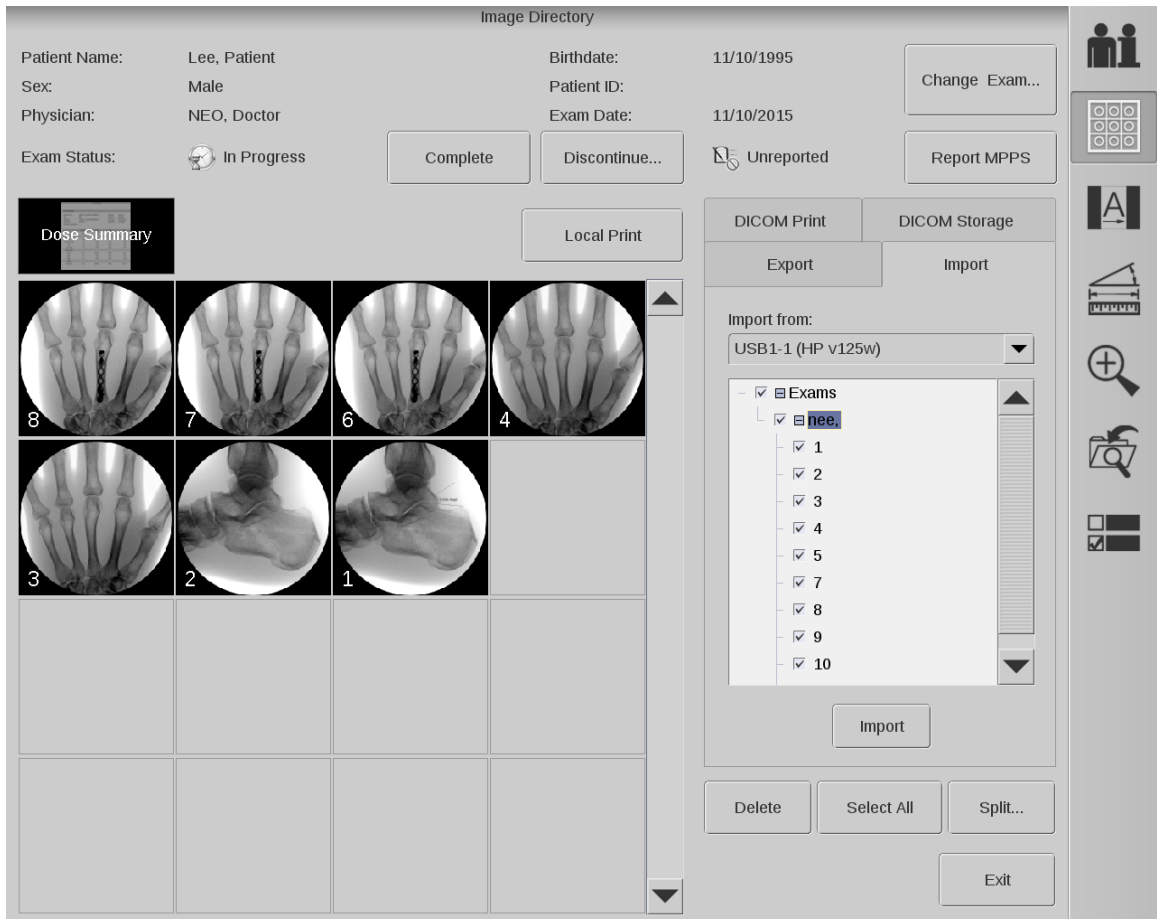 Image Directory
Patient Name: Lee, Patient Birthdate: 11/10/1995 Change Exam...
Sex: Male Patient ID:
Physician: NEO, Doctor Exam Date: 11/10/2015
Exam Status: In Progress Complete Discontinue... Unreported Report MPPS
Dose Summary Local Print DICOM Print DICOM Storage
Export Import
Import from:
USB1-1 (HP v125w)
Exams
nee,
1
2
3
4
5
7
8
9
10
Import
8 7 6 4
3 2 1
Delete Select All Split...
Exit
A